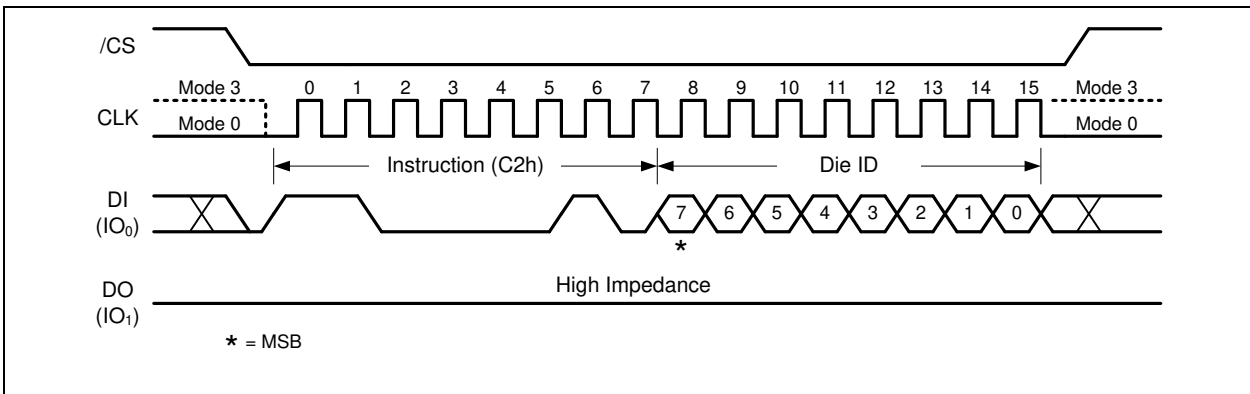 /CS
Mode 3 0 1 2 3 4 5 6 7 8 9 10 11 12 13 14 15 Mode 3
CLK
Mode 0 Mode 0
Instruction (C2h) Die ID
DI
(IO₀)
7 6 5 4 3 2 1 0
*
High Impedance
DO
(IO₁)
* = MSB